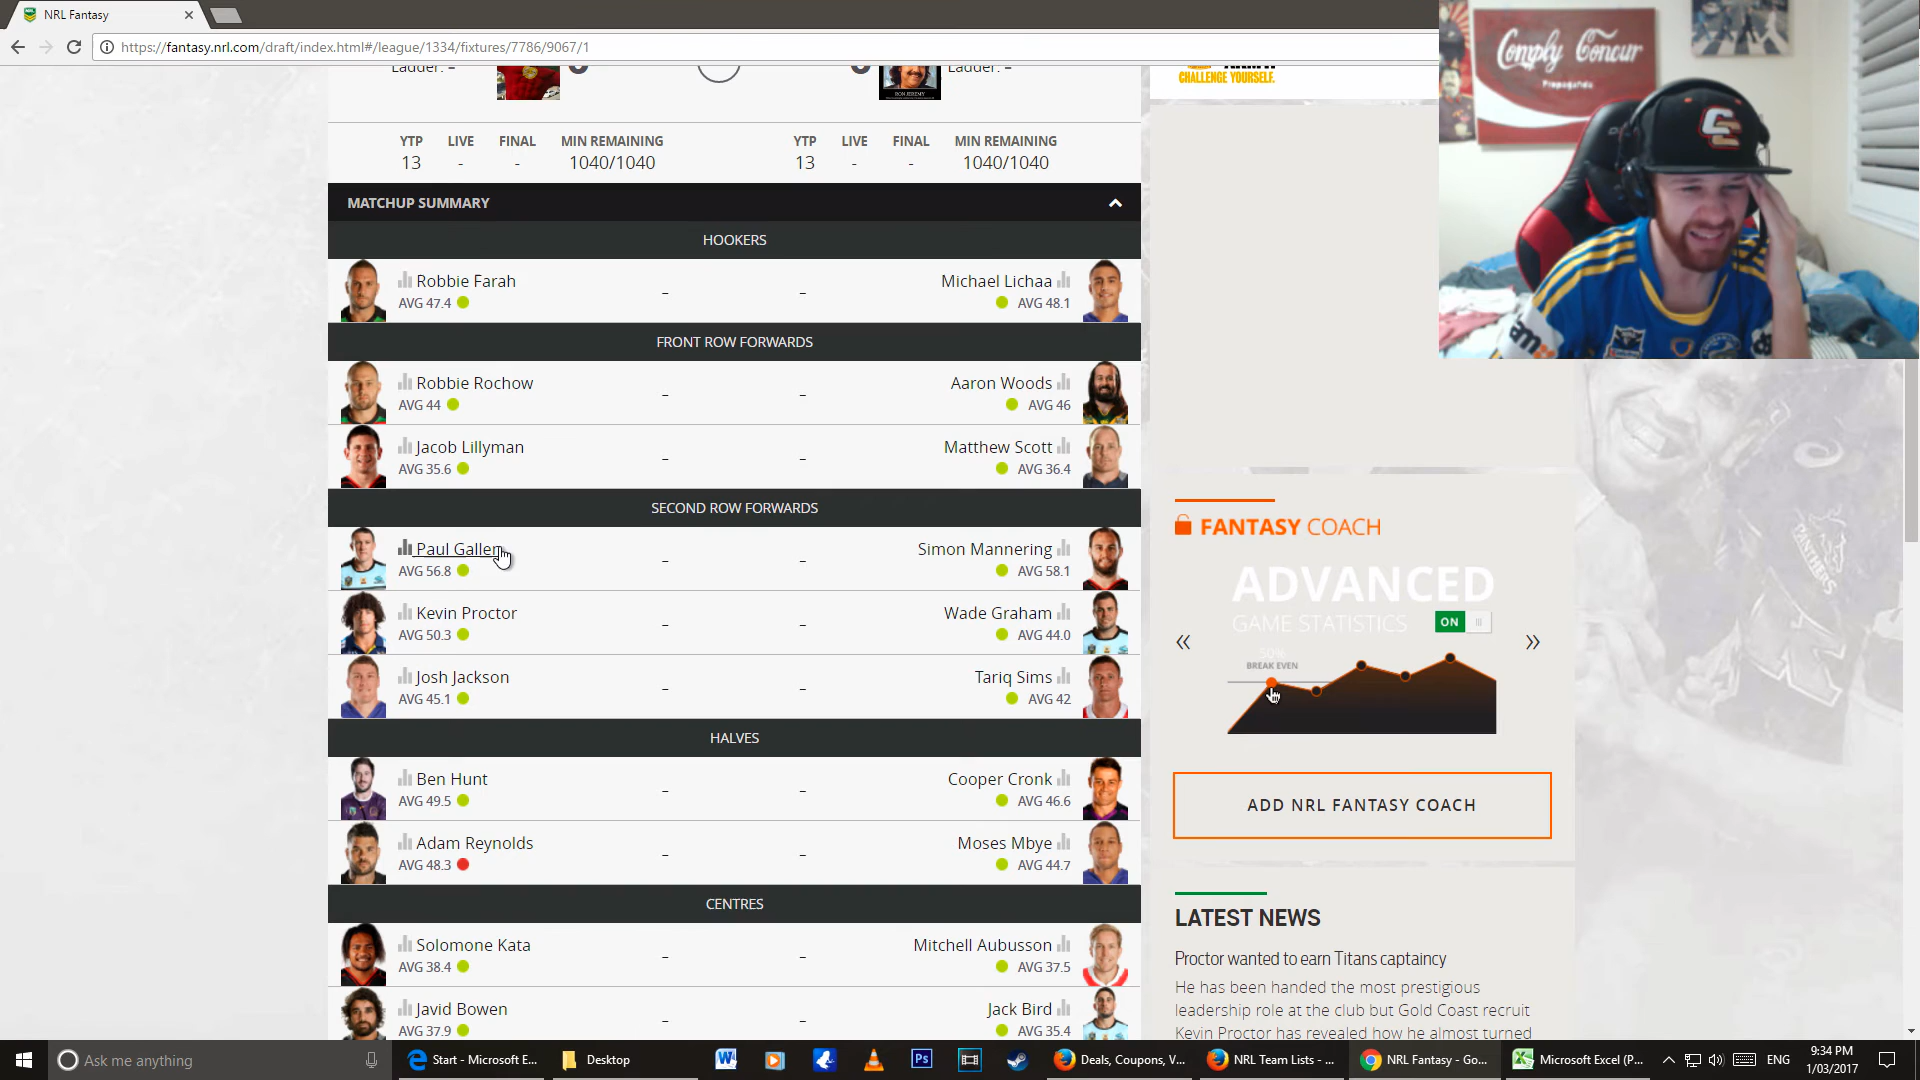 NRL Fantasy
https://fantasy.nrl.com/draft/index.html#/league/1334/fixtures/7786/9067/1
Ladder: –
RON JEREMY
Ladder: –
CHALLENGE YOURSELF.
Comply Concur
Propaganda
YTP LIVE FINAL MIN REMAINING
13 - - 1040/1040
YTP LIVE FINAL MIN REMAINING
13 - - 1040/1040
MATCHUP SUMMARY
HOOKERS
Robbie Farah – – Michael Lichaa
AVG 47.4 AVG 48.1
FRONT ROW FORWARDS
Robbie Rochow – – Aaron Woods
AVG 44 AVG 46
Jacob Lillyman – – Matthew Scott
AVG 35.6 AVG 36.4
SECOND ROW FORWARDS
Paul Gallen – – Simon Mannering
AVG 56.8 AVG 58.1
Kevin Proctor – – Wade Graham
AVG 50.3 AVG 44.0
Josh Jackson – – Tariq Sims
AVG 45.1 AVG 42
HALVES
Ben Hunt – – Cooper Cronk
AVG 49.5 AVG 46.6
Adam Reynolds – – Moses Mbye
AVG 48.3 AVG 44.7
CENTRES
Solomone Kata – – Mitchell Aubusson
AVG 38.4 AVG 37.5
Javid Bowen – – Jack Bird
AVG 37.9 AVG 35.4
FANTASY COACH
ADVANCED
GAME STATISTICS ON
50%
BREAK EVEN
ADD NRL FANTASY COACH
LATEST NEWS
Proctor wanted to earn Titans captaincy
He has been handed the most prestigious
leadership role at the club but Gold Coast recruit
Kevin Proctor has revealed how he almost turned
PANTHERS
Ask me anything
Start - Microsoft E...
Desktop
Deals, Coupons, V...
NRL Team Lists - ...
NRL Fantasy - Go...
Microsoft Excel (P...
ENG
9:34 PM
1/03/2017